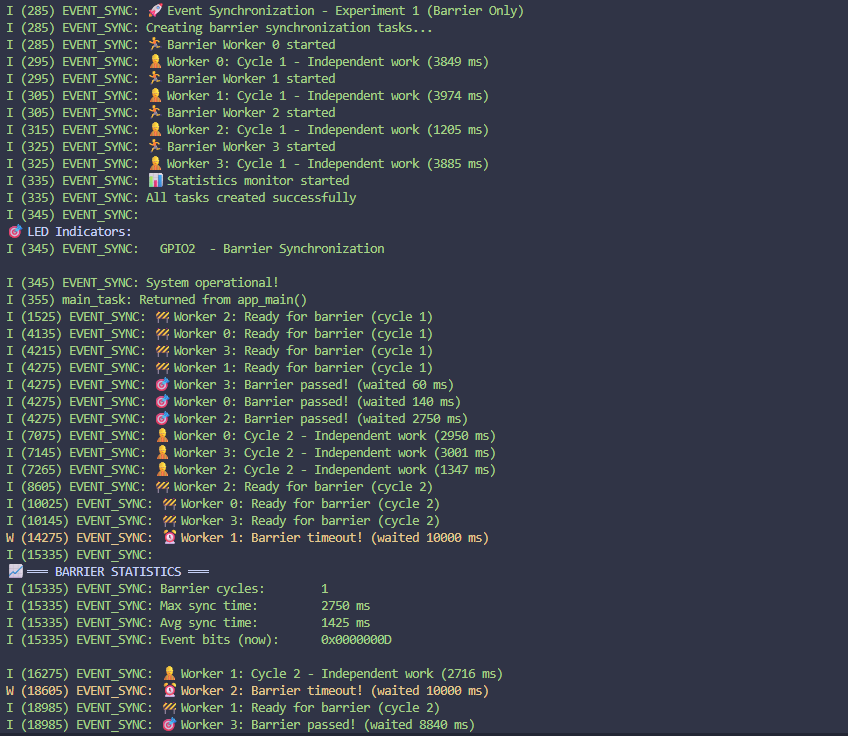 I (285) EVENT_SYNC: 🚀 Event Synchronization - Experiment 1 (Barrier Only)
I (285) EVENT_SYNC: Creating barrier synchronization tasks...
I (285) EVENT_SYNC: 🏃 Barrier Worker 0 started
I (295) EVENT_SYNC: 👷 Worker 0: Cycle 1 - Independent work (3849 ms)
I (295) EVENT_SYNC: 🏃 Barrier Worker 1 started
I (305) EVENT_SYNC: 👷 Worker 1: Cycle 1 - Independent work (3974 ms)
I (305) EVENT_SYNC: 🏃 Barrier Worker 2 started
I (315) EVENT_SYNC: 👷 Worker 2: Cycle 1 - Independent work (1205 ms)
I (325) EVENT_SYNC: 🏃 Barrier Worker 3 started
I (325) EVENT_SYNC: 👷 Worker 3: Cycle 1 - Independent work (3885 ms)
I (335) EVENT_SYNC: 📊 Statistics monitor started
I (335) EVENT_SYNC: All tasks created successfully
I (345) EVENT_SYNC:
🎯 LED Indicators:
I (345) EVENT_SYNC:   GPIO2  - Barrier Synchronization
I (345) EVENT_SYNC: System operational!
I (355) main_task: Returned from app_main()
I (1525) EVENT_SYNC: 🚧 Worker 2: Ready for barrier (cycle 1)
I (4135) EVENT_SYNC: 🚧 Worker 0: Ready for barrier (cycle 1)
I (4215) EVENT_SYNC: 🚧 Worker 3: Ready for barrier (cycle 1)
I (4275) EVENT_SYNC: 🚧 Worker 1: Ready for barrier (cycle 1)
I (4275) EVENT_SYNC: 🎯 Worker 3: Barrier passed! (waited 60 ms)
I (4275) EVENT_SYNC: 🎯 Worker 0: Barrier passed! (waited 140 ms)
I (4275) EVENT_SYNC: 🎯 Worker 2: Barrier passed! (waited 2750 ms)
I (7075) EVENT_SYNC: 👷 Worker 0: Cycle 2 - Independent work (2950 ms)
I (7145) EVENT_SYNC: 👷 Worker 3: Cycle 2 - Independent work (3001 ms)
I (7265) EVENT_SYNC: 👷 Worker 2: Cycle 2 - Independent work (1347 ms)
I (8605) EVENT_SYNC: 🚧 Worker 2: Ready for barrier (cycle 2)
I (10025) EVENT_SYNC: 🚧 Worker 0: Ready for barrier (cycle 2)
I (10145) EVENT_SYNC: 🚧 Worker 3: Ready for barrier (cycle 2)
W (14275) EVENT_SYNC: ⏰ Worker 1: Barrier timeout! (waited 10000 ms)
I (15335) EVENT_SYNC:
📈 ═══ BARRIER STATISTICS ═══
I (15335) EVENT_SYNC: Barrier cycles:        1
I (15335) EVENT_SYNC: Max sync time:         2750 ms
I (15335) EVENT_SYNC: Avg sync time:         1425 ms
I (15335) EVENT_SYNC: Event bits (now):      0x0000000D
I (16275) EVENT_SYNC: 👷 Worker 1: Cycle 2 - Independent work (2716 ms)
W (18605) EVENT_SYNC: ⏰ Worker 2: Barrier timeout! (waited 10000 ms)
I (18985) EVENT_SYNC: 🚧 Worker 1: Ready for barrier (cycle 2)
I (18985) EVENT_SYNC: 🎯 Worker 3: Barrier passed! (waited 8840 ms)